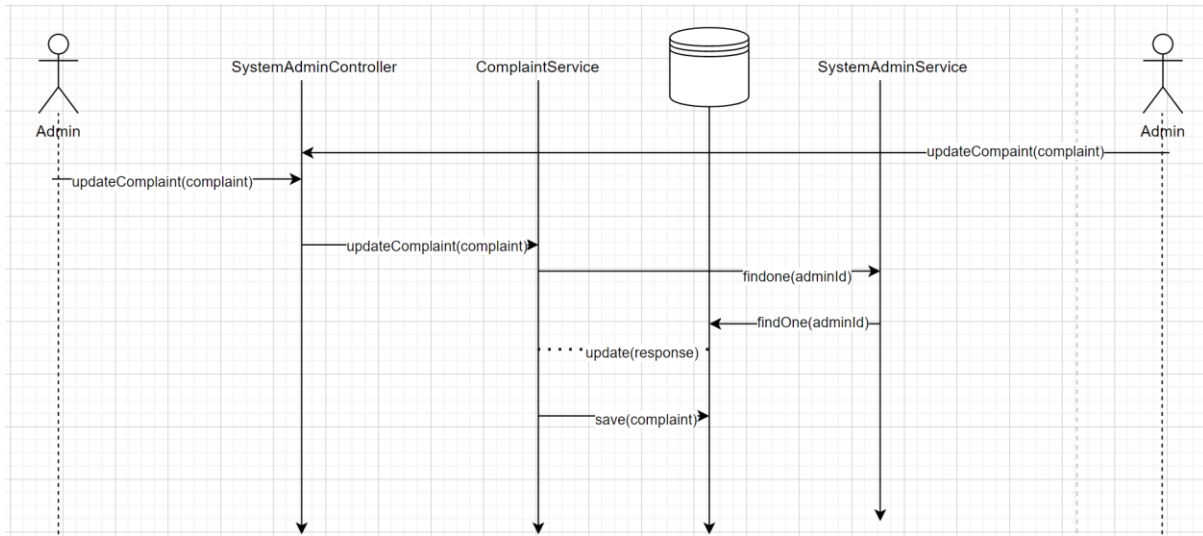 SystemAdminController
ComplaintService
SystemAdminService
Admin
Admin
updateCompaint(complaint)
updateComplaint(complaint)
updateComplaint(complaint)
findone(adminId)
findOne(adminId)
update(response)
save(complaint)